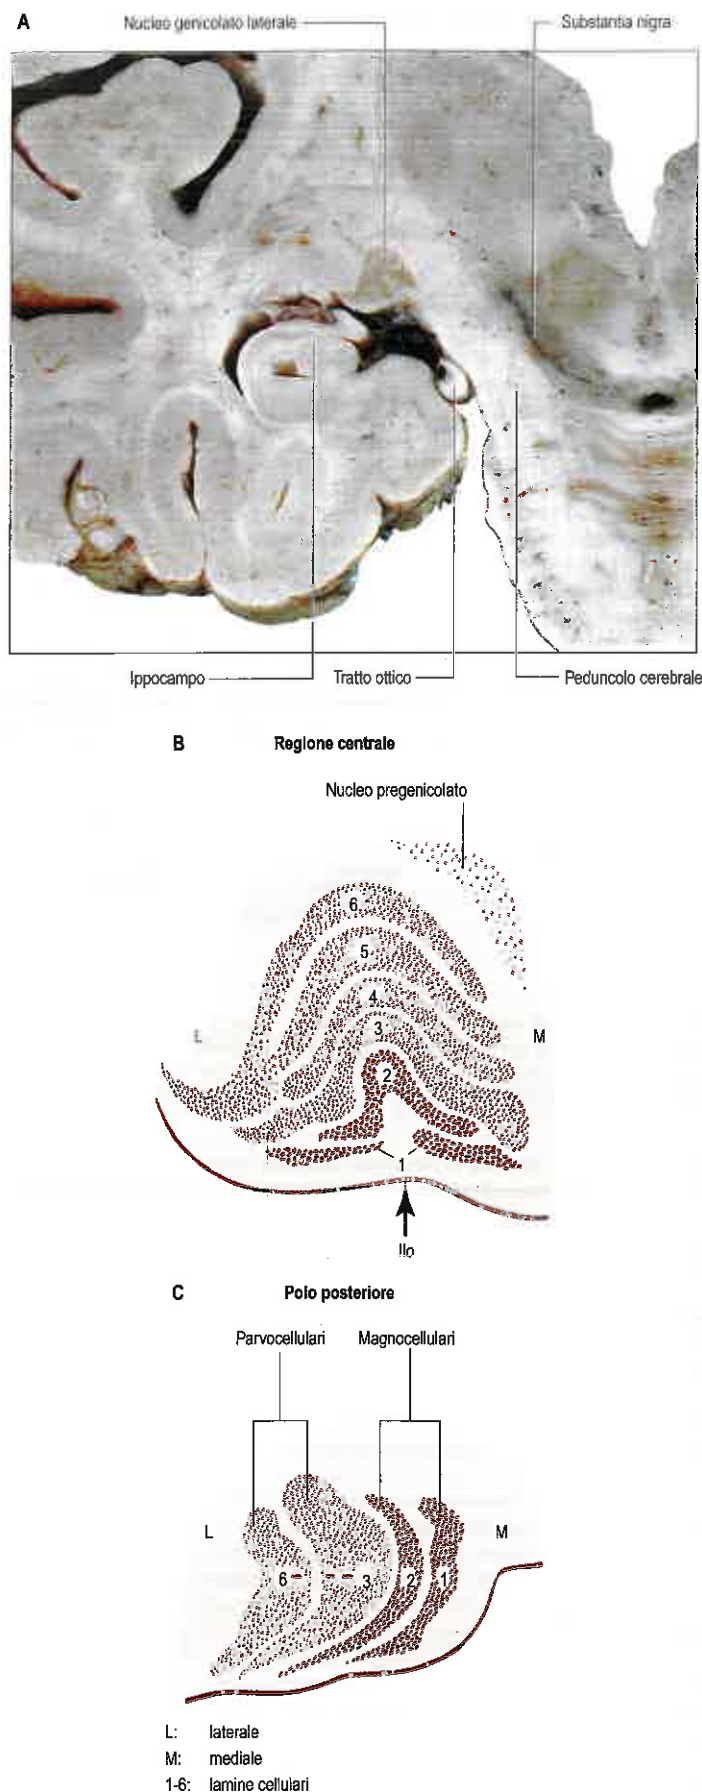 A
Nucleo genicolato laterale
Substantia nigra
Ippocampo
Tratto ottico
Peduncolo cerebrale
B
Regione centrale
Nucleo pregenicolato
6
5
4
3
2
L
M
1
Ilo
C
Polo posteriore
Parvocellulari
Magnocellulari
L
M
6
3
2
1
L: laterale
M: mediale
1-6: lamine cellulari